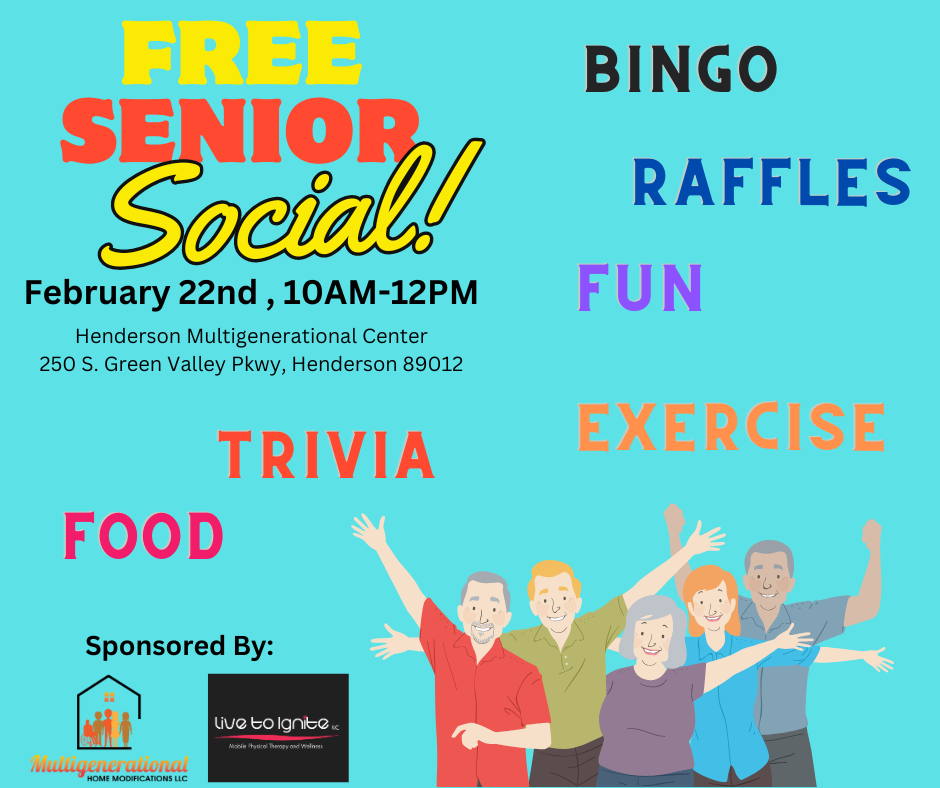 FREE
SENIOR
Social!
February 22nd , 10AM-12PM
Henderson Multigenerational Center
250 S. Green Valley Pkwy, Henderson 89012
BINGO
RAFFLES
FUN
EXERCISE
TRIVIA
FOOD
Sponsored By:
Multigenerational
HOME MODIFICATIONS LLC
Live to Ignite LLC
Mobile Physical Therapy and Wellness